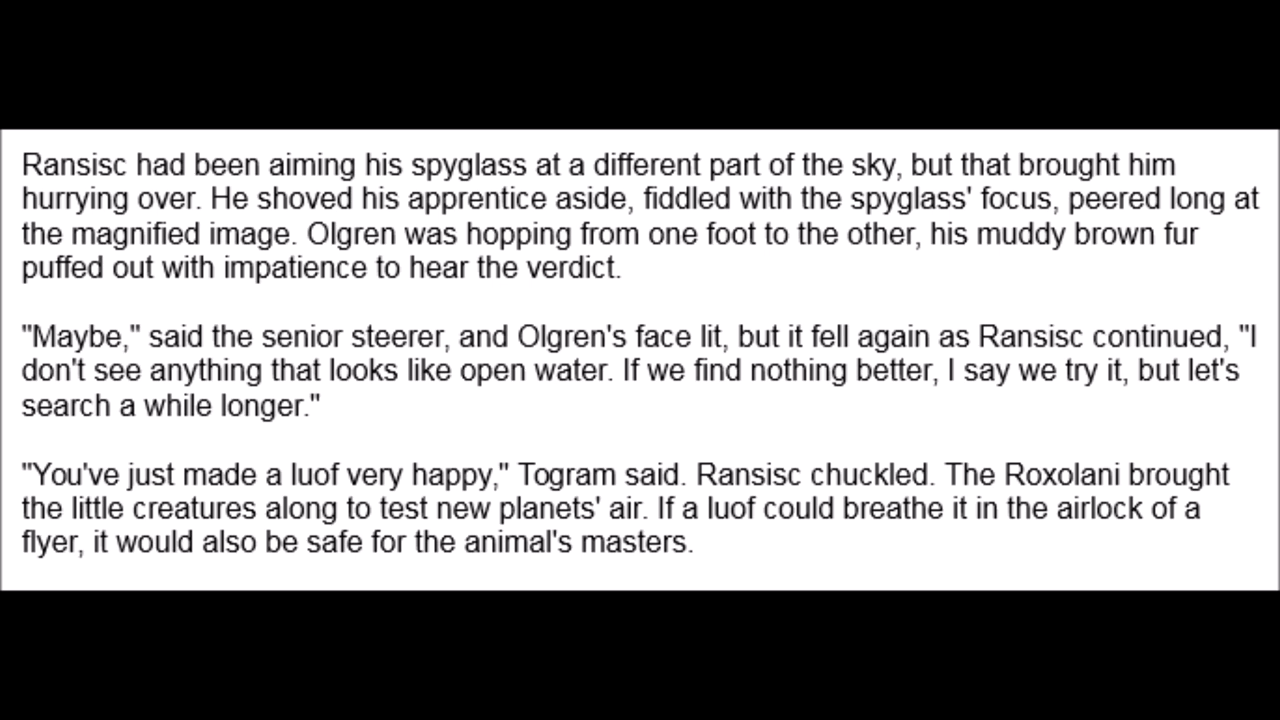 Ransisc had been aiming his spyglass at a different part of the sky, but that brought him
hurrying over. He shoved his apprentice aside, fiddled with the spyglass' focus, peered long at
the magnified image. Olgren was hopping from one foot to the other, his muddy brown fur
puffed out with impatience to hear the verdict.
"Maybe," said the senior steerer, and Olgren's face lit, but it fell again as Ransisc continued, "I
don't see anything that looks like open water. If we find nothing better, I say we try it, but let's
search a while longer."
"You've just made a luof very happy," Togram said. Ransisc chuckled. The Roxolani brought
the little creatures along to test new planets' air. If a luof could breathe it in the airlock of a
flyer, it would also be safe for the animal's masters.